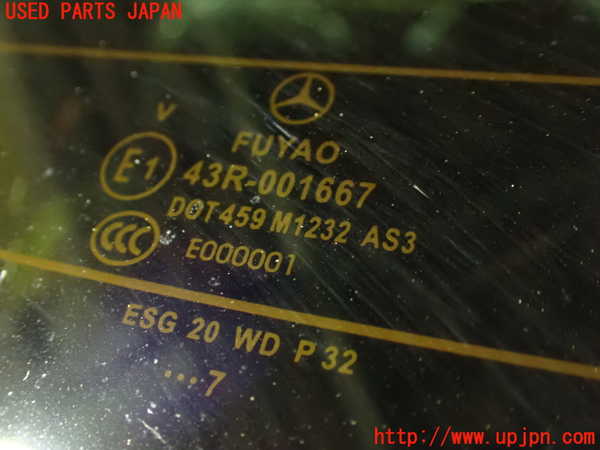 USED PARTS JAPAN
V
FUYAO
E1
43R-001667
DOT459 M1232 AS3
CCC
E000001
ESG 20 WD P 32
...7
http://www.upjpn.com/